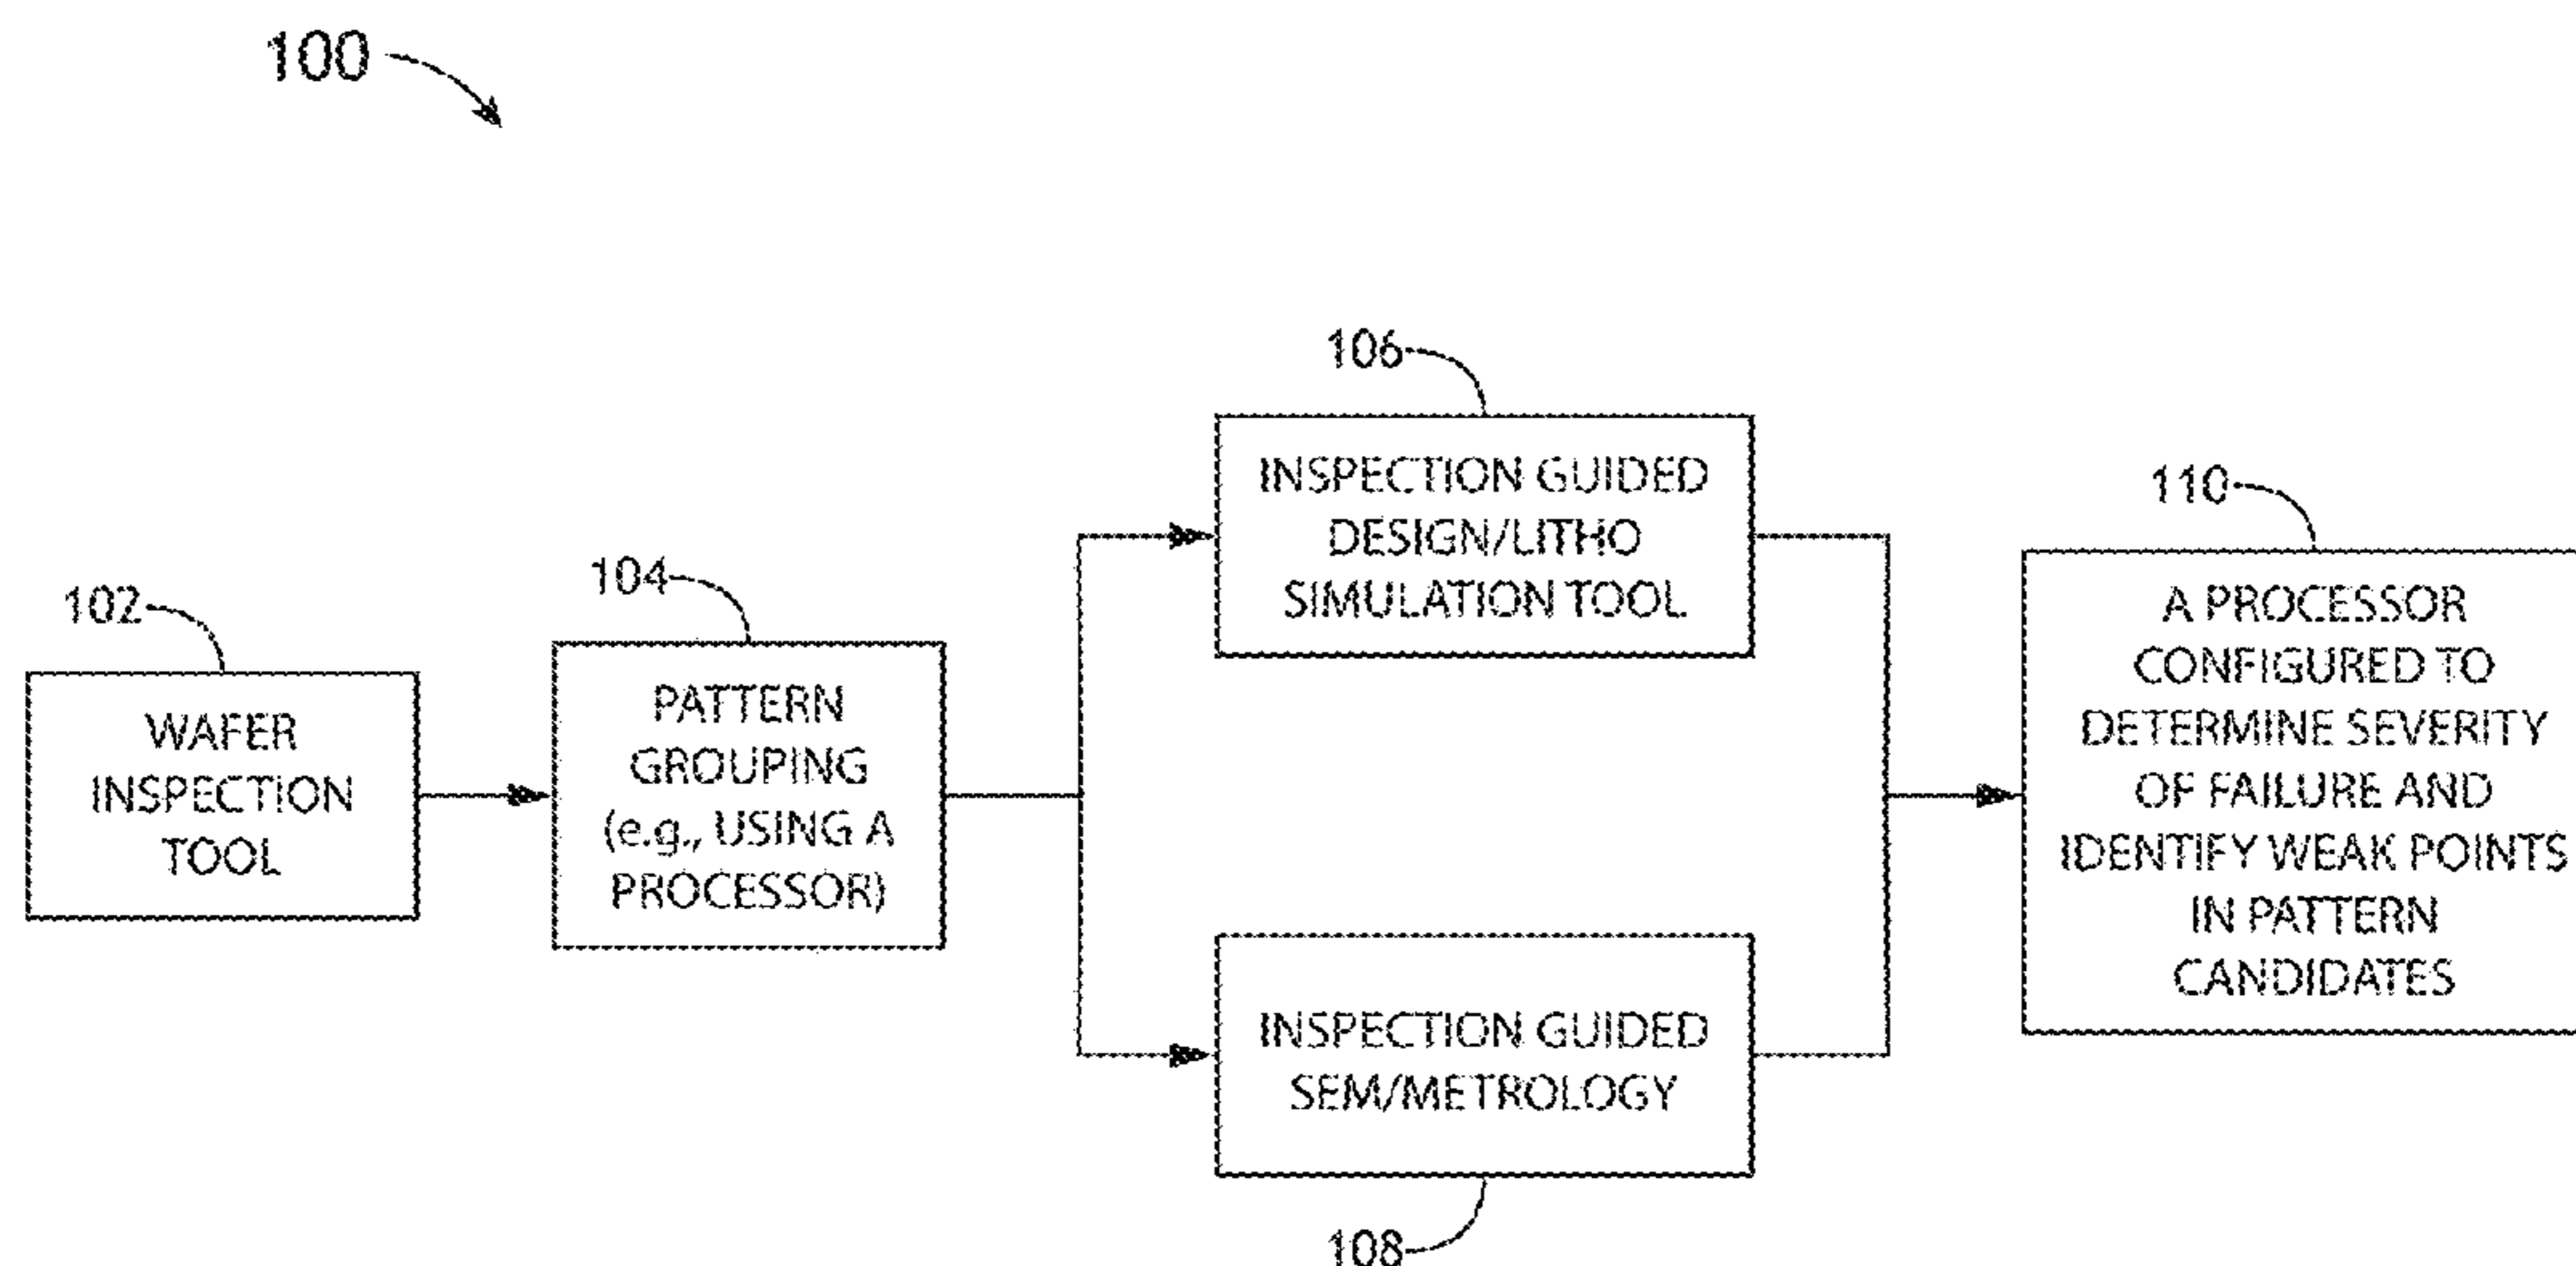 100
102
WAFER
INSPECTION
TOOL
104
PATTERN
GROUPING
(e.g., USING A
PROCESSOR)
106
INSPECTION GUIDED
DESIGN/LITHO
SIMULATION TOOL
INSPECTION GUIDED
SEM/METROLOGY
108
110
A PROCESSOR
CONFIGURED TO
DETERMINE SEVERITY
OF FAILURE AND
IDENTIFY WEAK POINTS
IN PATTERN
CANDIDATES